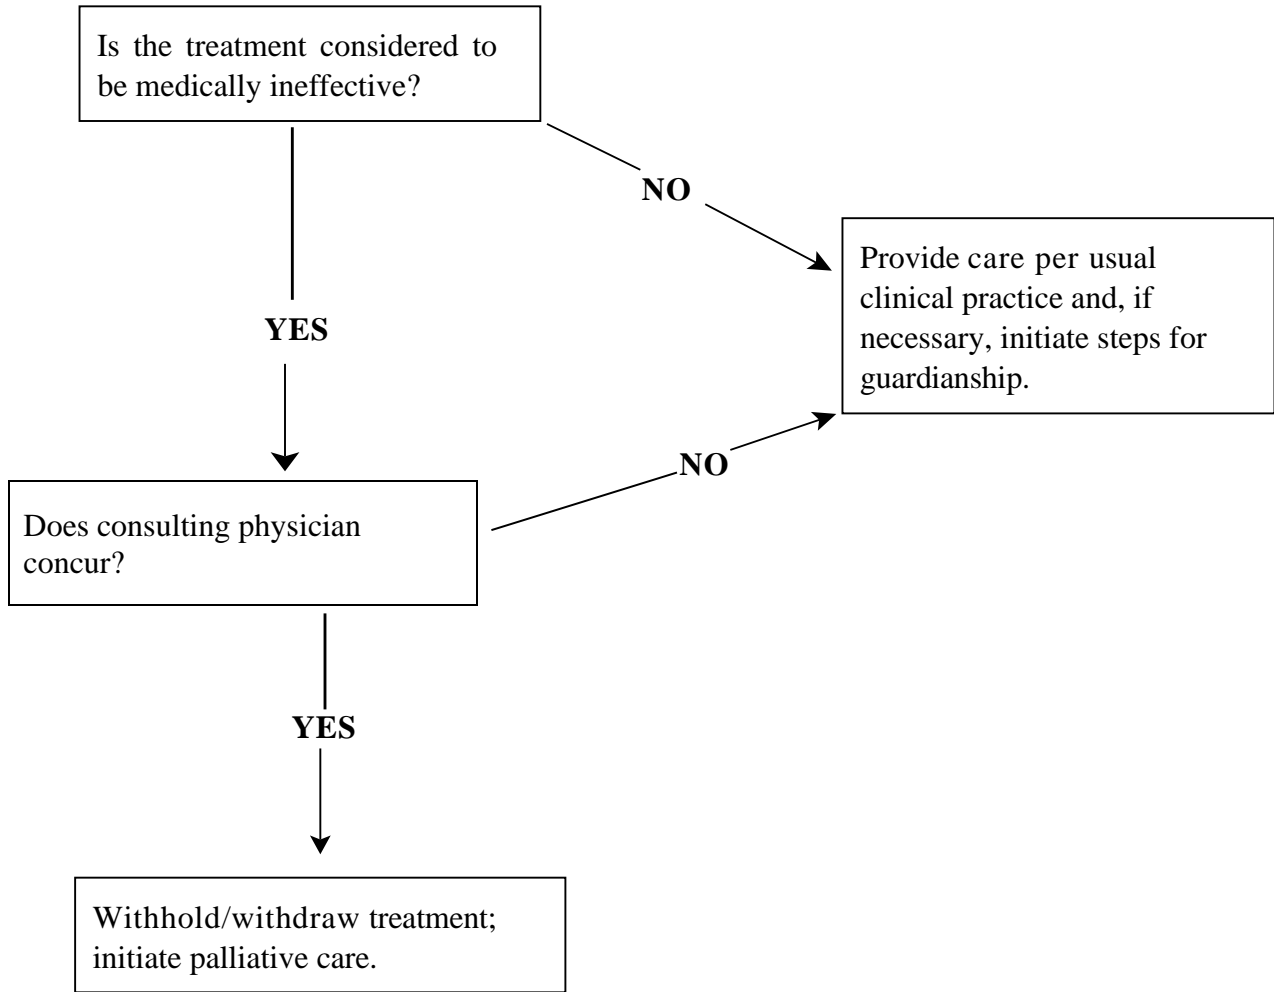 Is the treatment considered to
be medically ineffective?
NO
Provide care per usual
clinical practice and, if
necessary, initiate steps for
guardianship.
YES
NO
Does consulting physician
concur?
YES
Withhold/withdraw treatment;
initiate palliative care.